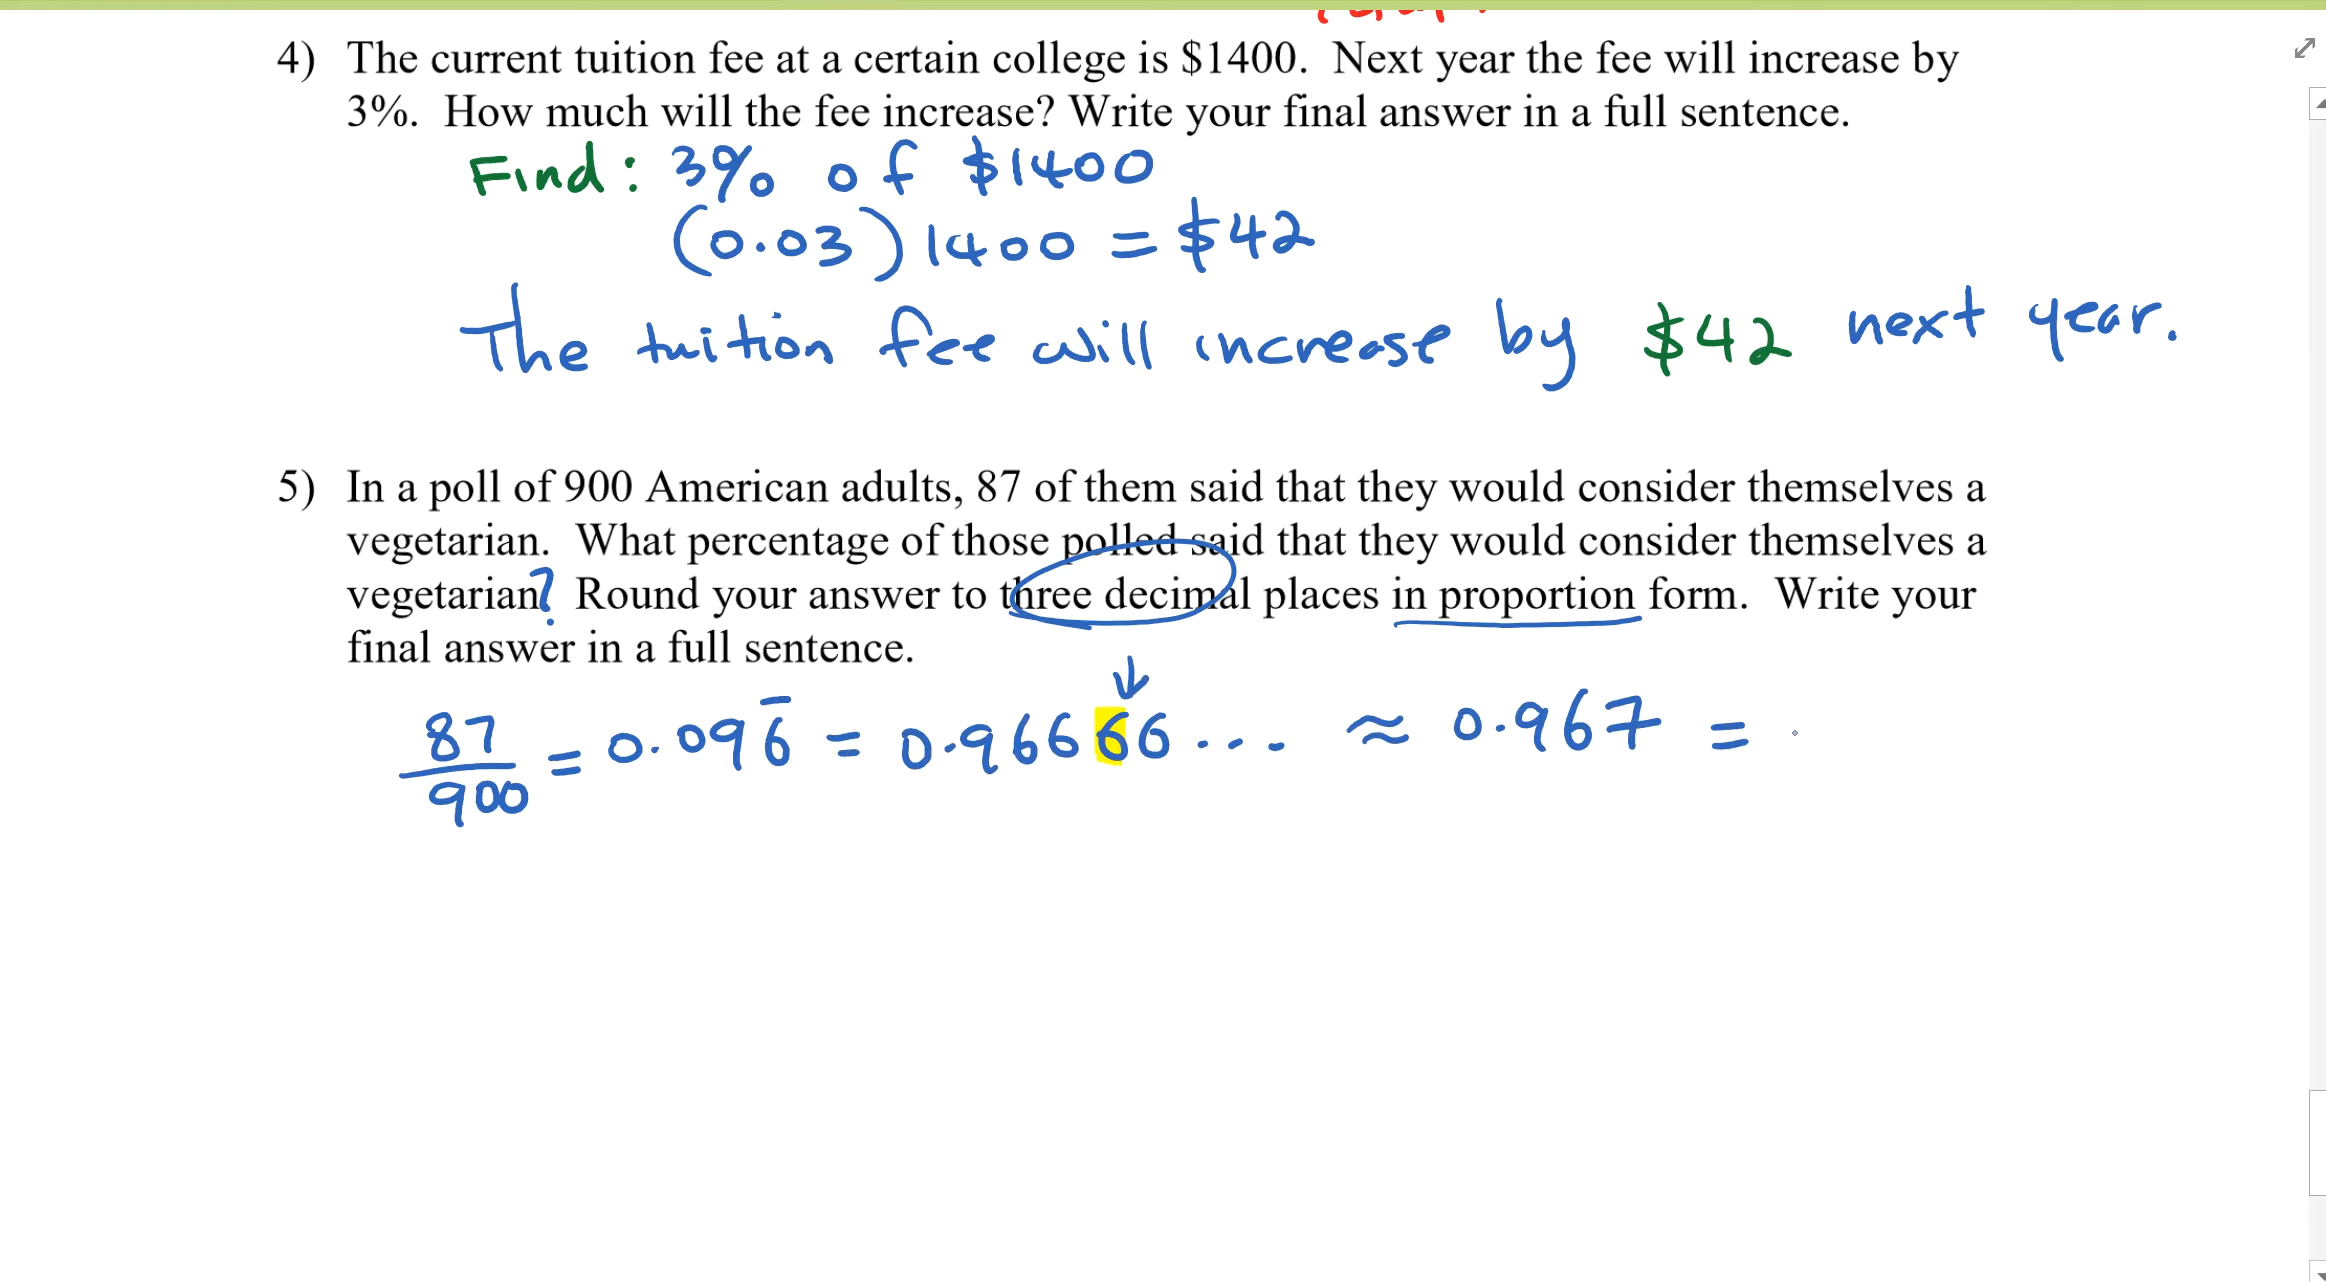 4) The current tuition fee at a certain college is $1400. Next year the fee will increase by
3%. How much will the fee increase? Write your final answer in a full sentence.
Find: 3% of $1400
(0.03) 1400 = $42
The tuition fee will increase by $42 next year.
5) In a poll of 900 American adults, 87 of them said that they would consider themselves a
vegetarian. What percentage of those polled said that they would consider themselves a
vegetarian? Round your answer to three decimal places in proportion form. Write your
final answer in a full sentence.
87/900 = 0.096̅ = 0.96666... ≈ 0.967 =